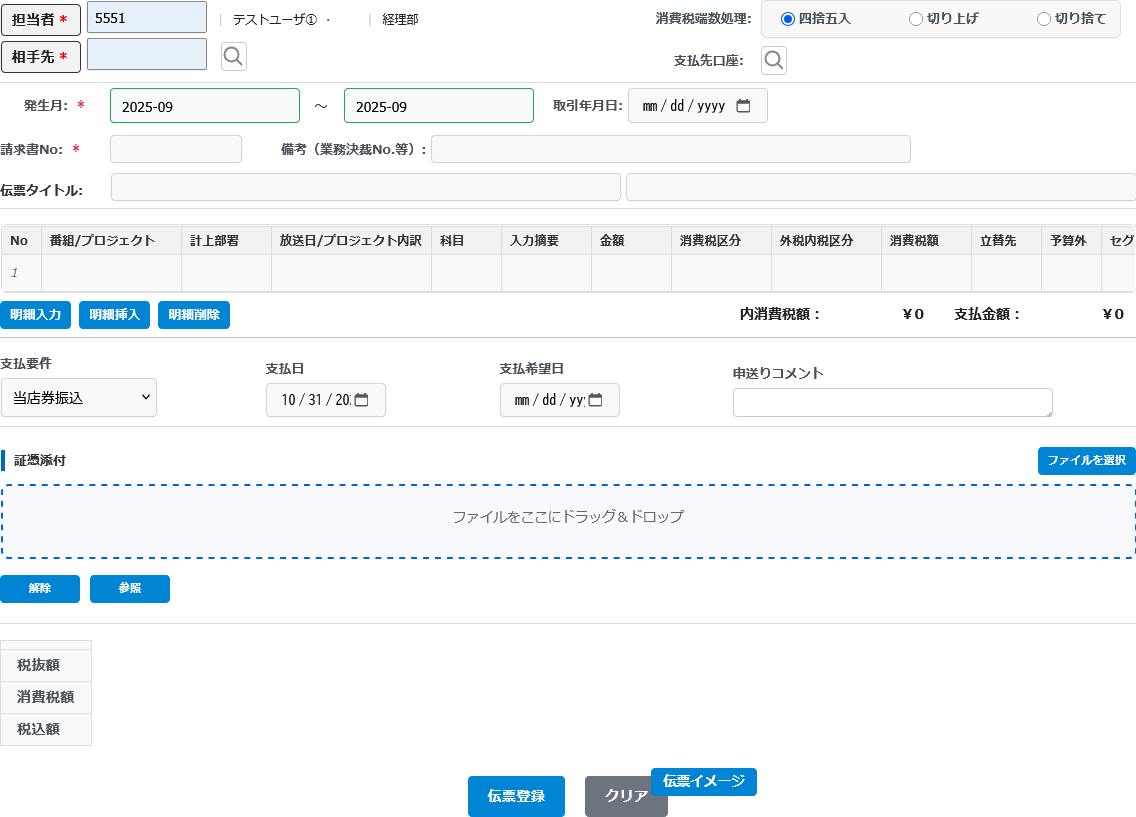 担当者 * 5551 | テストユーザ① ・ | 経理部 消費税端数処理: 四捨五入 切り上げ 切り捨て
相手先 * 支払先口座:
発生月: * 2025-09 ～ 2025-09 取引年月日: mm/dd/yyyy
請求書No: * 備考（業務決裁No.等）:
伝票タイトル:
No 番組/プロジェクト 計上部署 放送日/プロジェクト内訳 科目 入力摘要 金額 消費税区分 外税内税区分 消費税額 立替先 予算外 セグ
1
明細入力 明細挿入 明細削除 内消費税額： ￥0 支払金額： ￥0
支払要件 支払日 支払希望日 申送りコメント
当店券振込 10/31/20 mm/dd/yy
証憑添付 ファイルを選択
ファイルをここにドラッグ＆ドロップ
解除 参照
税抜額
消費税額
税込額
伝票登録 クリア 伝票イメージ